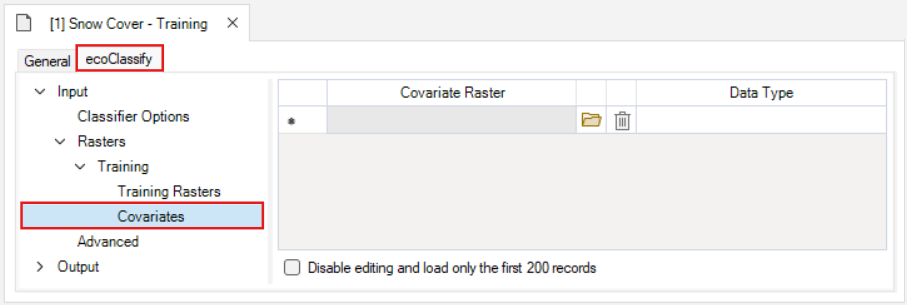 [1] Snow Cover - Training
General ecoClassify
Input
Classifier Options
Rasters
Training
Training Rasters
Covariates
Advanced
Output
Covariate Raster Data Type
Disable editing and load only the first 200 records